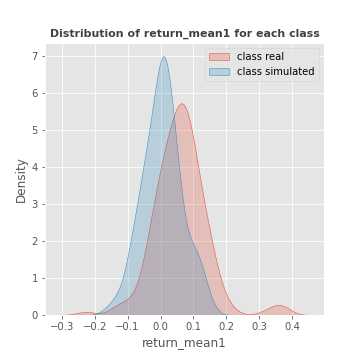 Distribution of return_mean1 for each class
class real
class simulated
7
6
5
4
3
2
1
0
Density
−0.3 −0.2 −0.1 0.0 0.1 0.2 0.3 0.4
return_mean1